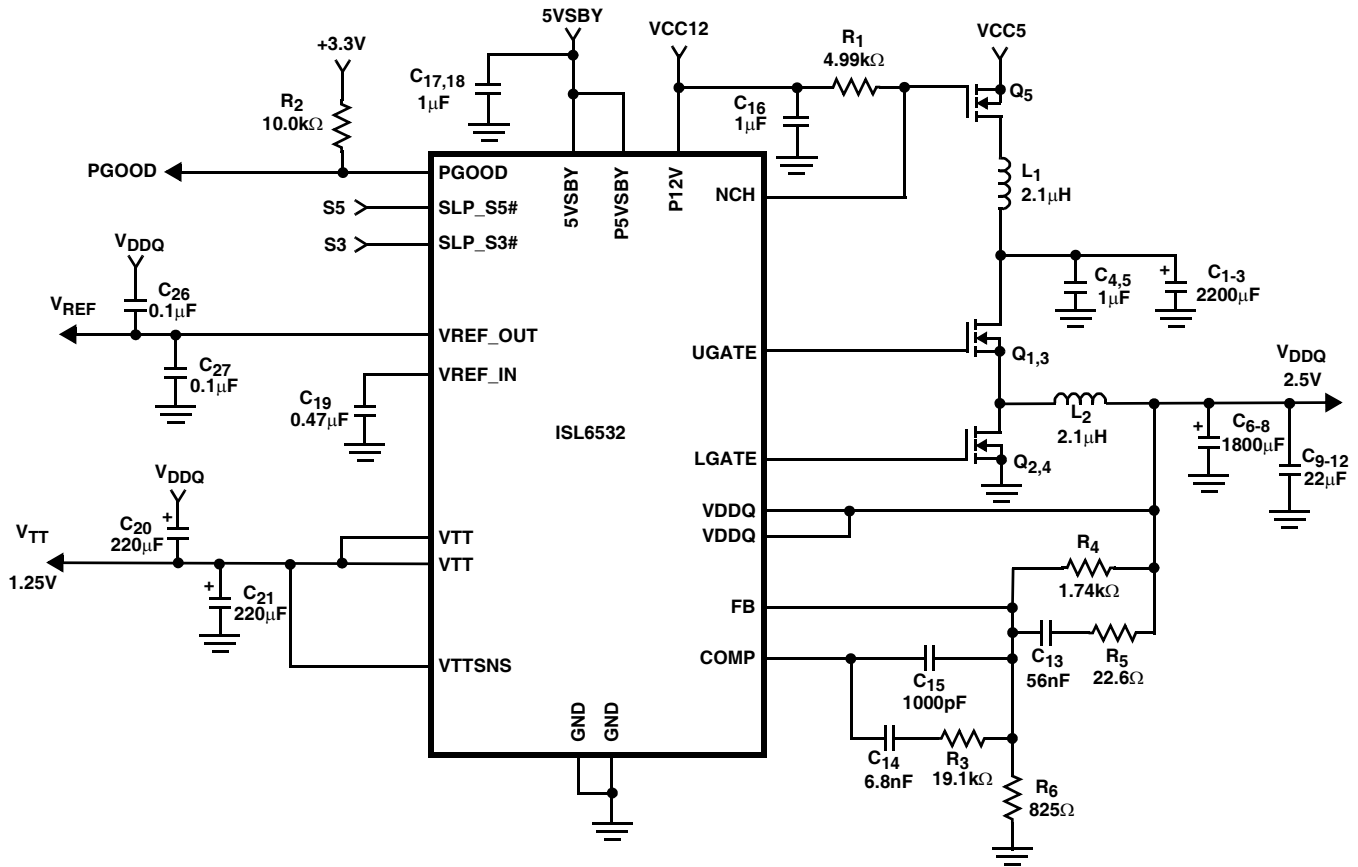 5VSBY
VCC12
VCC5
+3.3V
R1
4.99kΩ
C17,18
1μF
R2
10.0kΩ
C16
1μF
Q5
PGOOD
PGOOD
5VSBY
P5VSBY
P12V
NCH
L1
2.1μH
S5
SLP_S5#
S3
SLP_S3#
VDDQ
C26
0.1μF
VREF
VREF_OUT
C4,5
1μF
+
C1-3
2200μF
C27
0.1μF
VREF_IN
UGATE
Q1,3
VDDQ
2.5V
C19
0.47μF
ISL6532
L2
2.1μH
+
C6-8
1800μF
LGATE
Q2,4
C9-12
22μF
VDDQ
+
C20
220μF
VDDQ
VDDQ
VTT
1.25V
VTT
VTT
R4
1.74kΩ
+
C21
220μF
FB
C13
56nF
R5
22.6Ω
VTTSNS
COMP
C15
1000pF
GND
GND
C14
6.8nF
R3
19.1kΩ
R6
825Ω